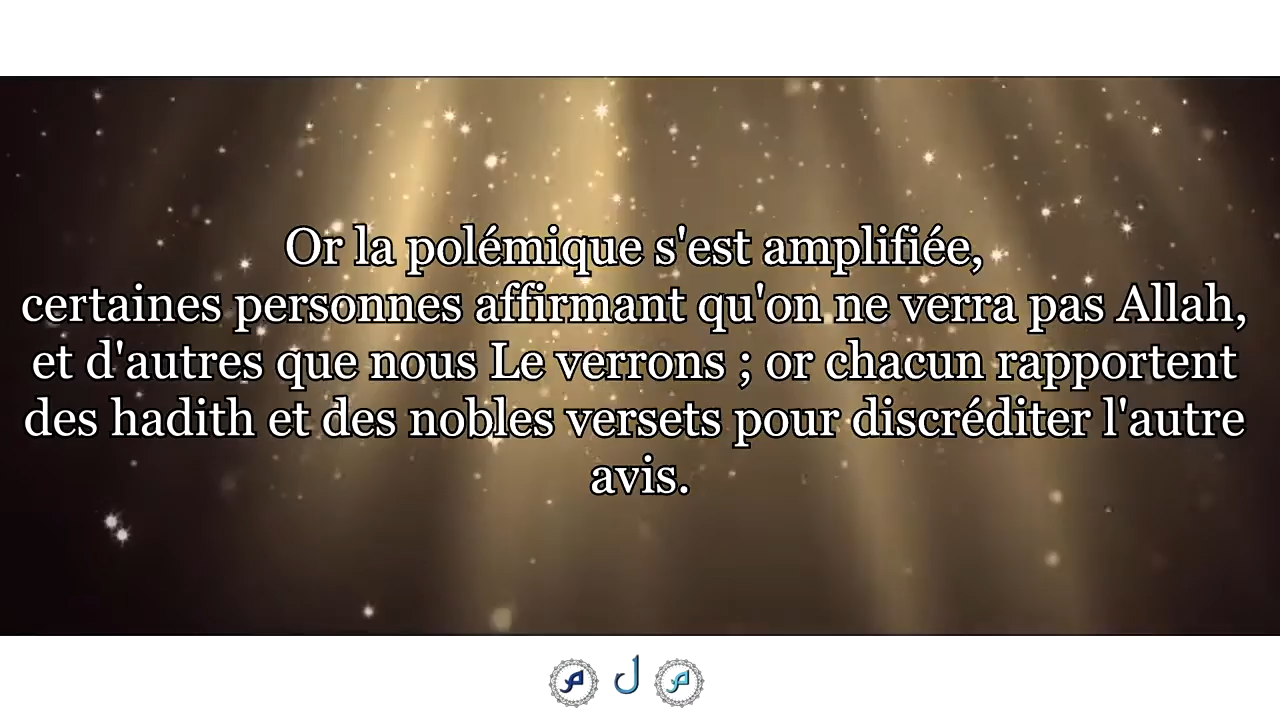 Or la polémique s'est amplifiée,
certaines personnes affirmant qu'on ne verra pas Allah,
et d'autres que nous Le verrons ; or chacun rapportent
des hadith et des nobles versets pour discréditer l'autre
avis.
م ل م